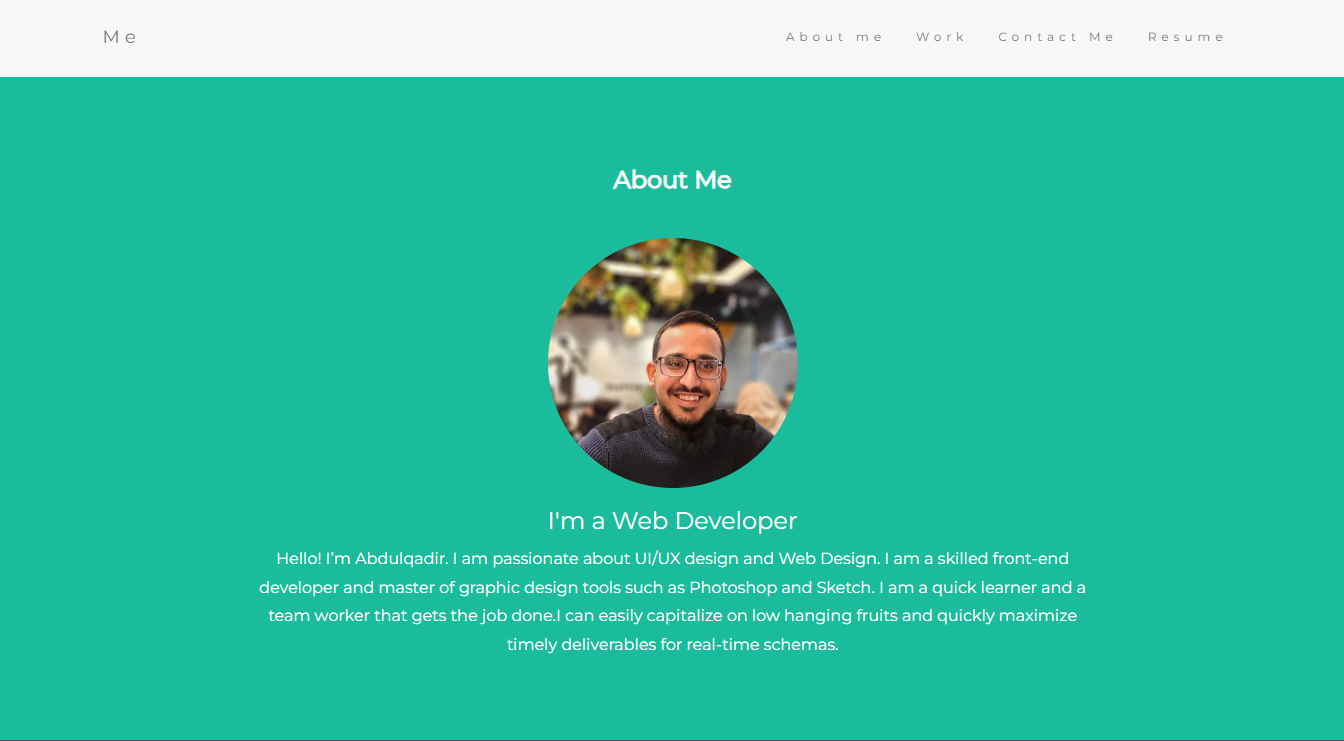 Me
About me Work Contact Me Resume
About Me
I'm a Web Developer
Hello! I’m Abdulqadir. I am passionate about UI/UX design and Web Design. I am a skilled front-end
developer and master of graphic design tools such as Photoshop and Sketch. I am a quick learner and a
team worker that gets the job done.I can easily capitalize on low hanging fruits and quickly maximize
timely deliverables for real-time schemas.